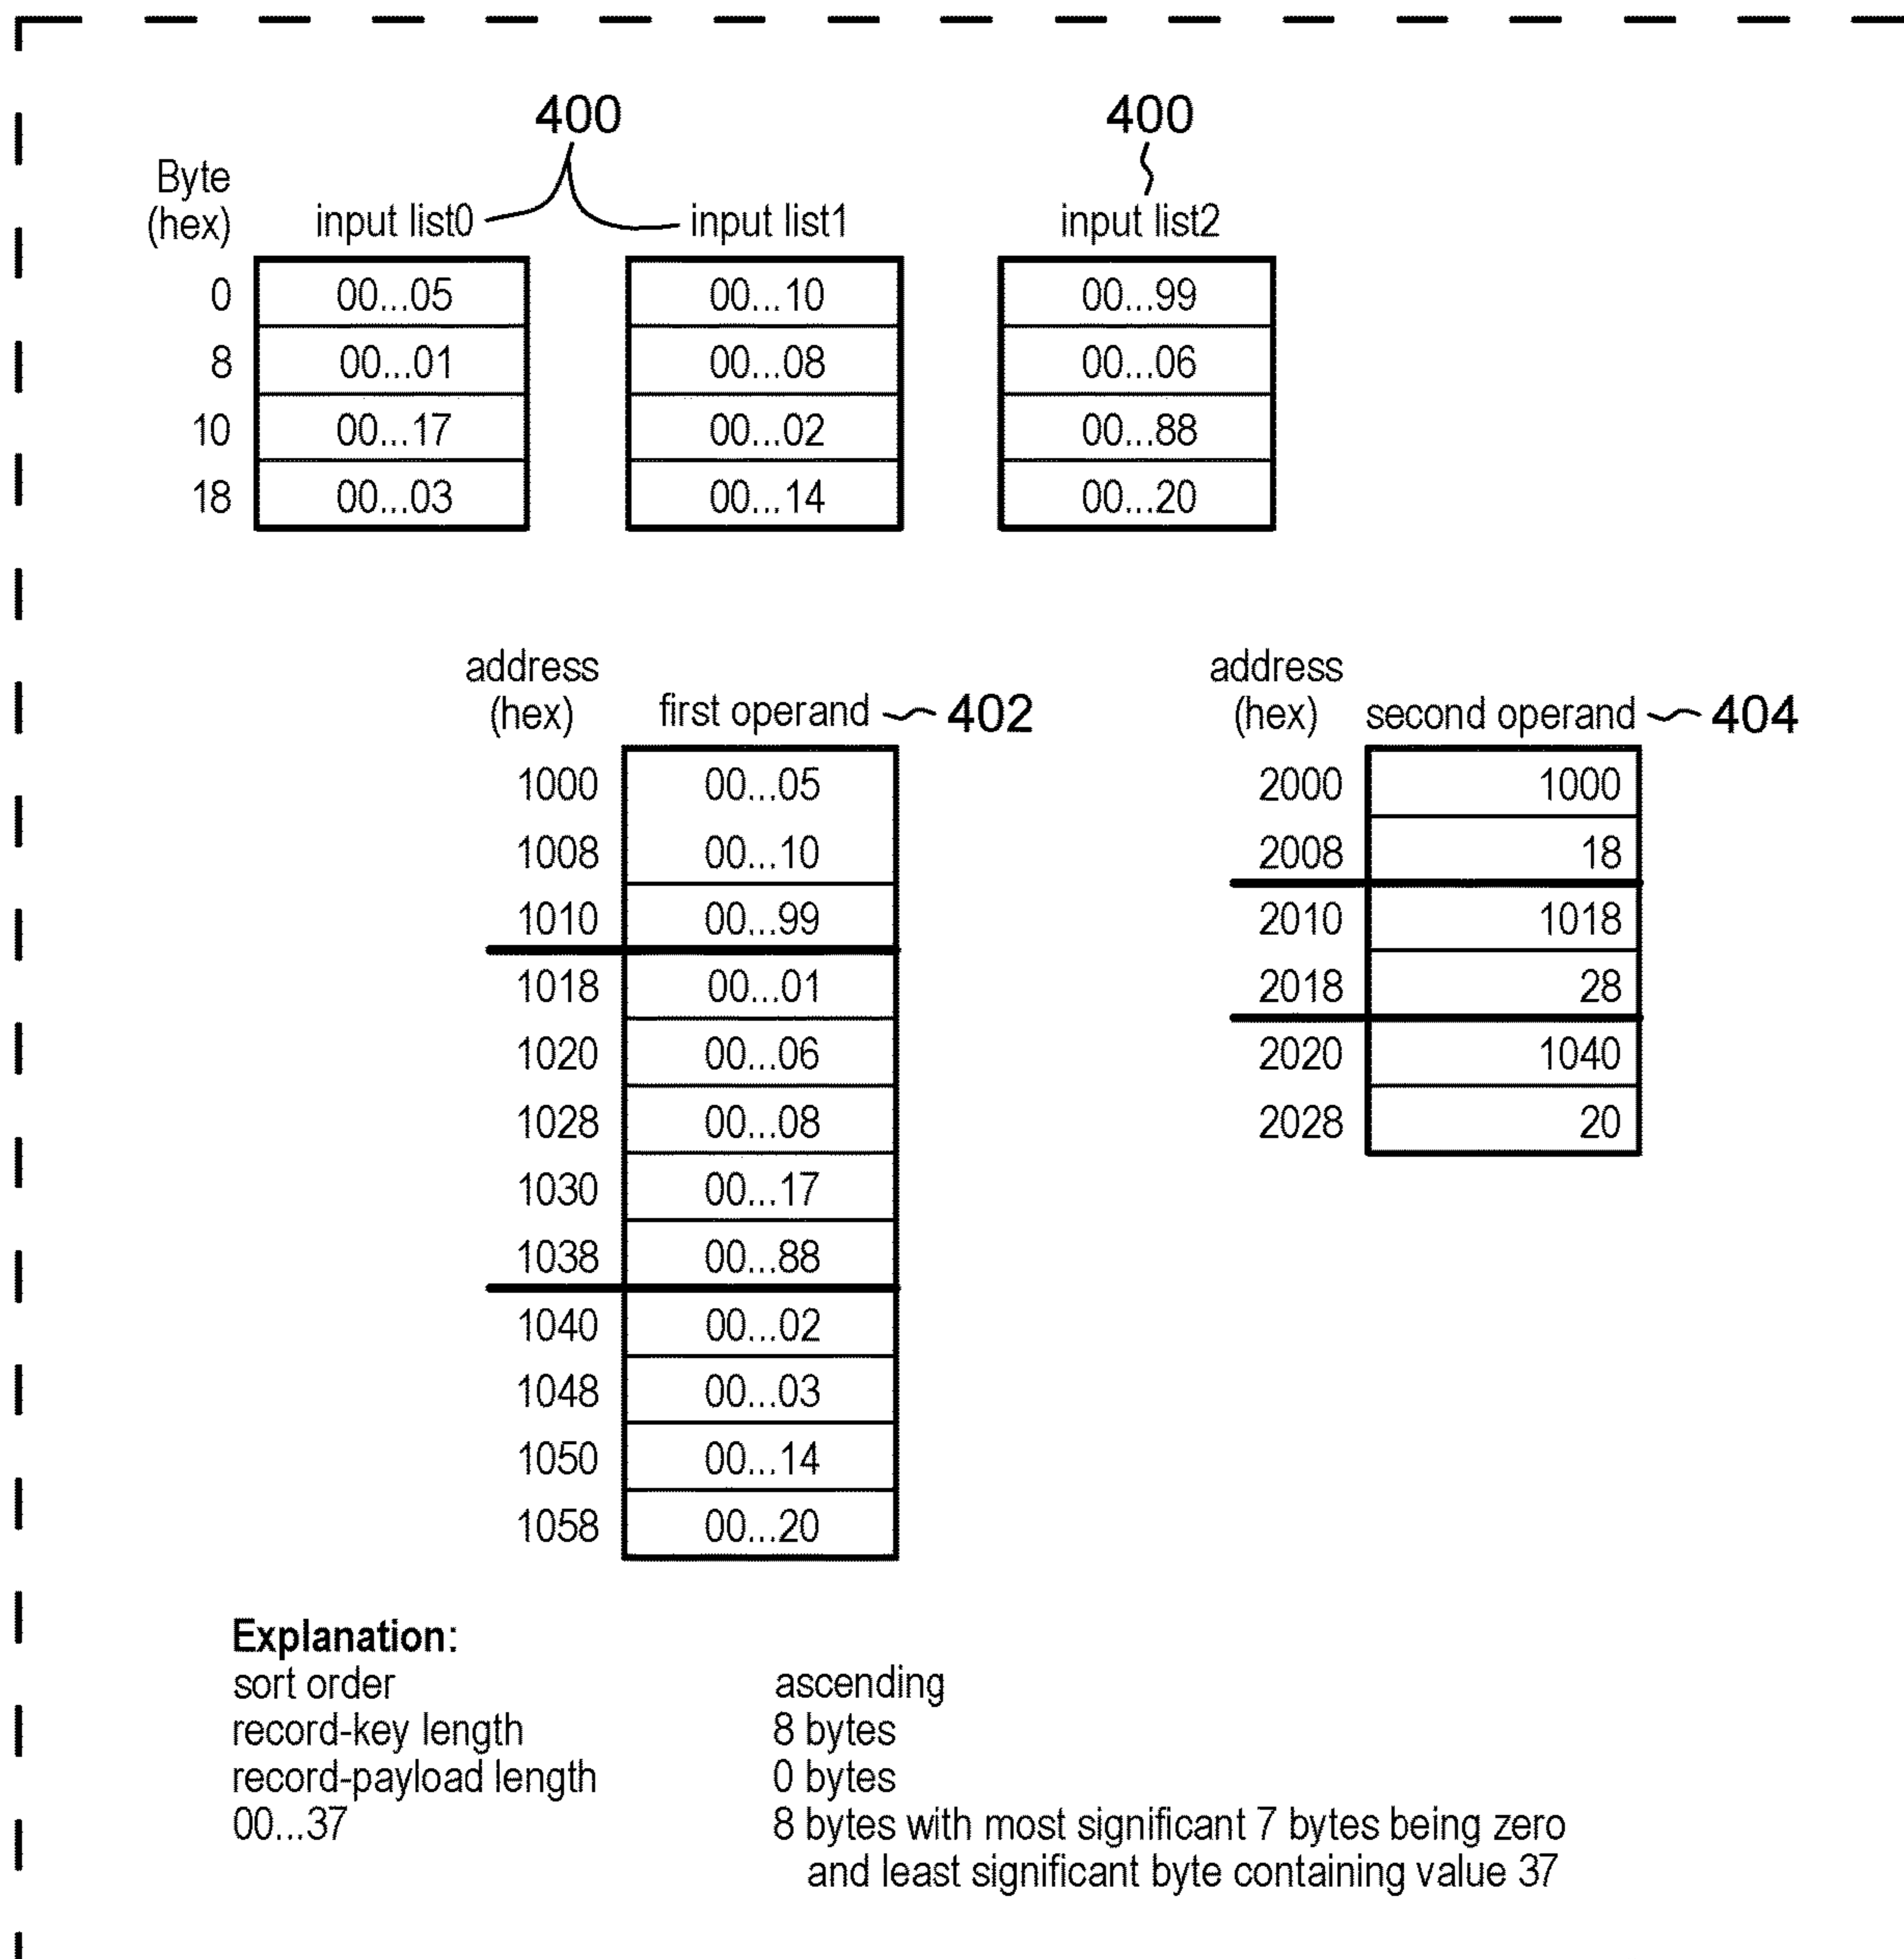 400 400
Byte
(hex) input list0 input list1 input list2
0 00...05 00...10 00...99
8 00...01 00...08 00...06
10 00...17 00...02 00...88
18 00...03 00...14 00...20
address address
(hex) first operand 402 (hex) second operand 404
1000 00...05 2000 1000
1008 00...10 2008 18
1010 00...99 2010 1018
1018 00...01 2018 28
1020 00...06 2020 1040
1028 00...08 2028 20
1030 00...17
1038 00...88
1040 00...02
1048 00...03
1050 00...14
1058 00...20
Explanation:
sort order ascending
record-key length 8 bytes
record-payload length 0 bytes
00...37 8 bytes with most significant 7 bytes being zero
and least significant byte containing value 37